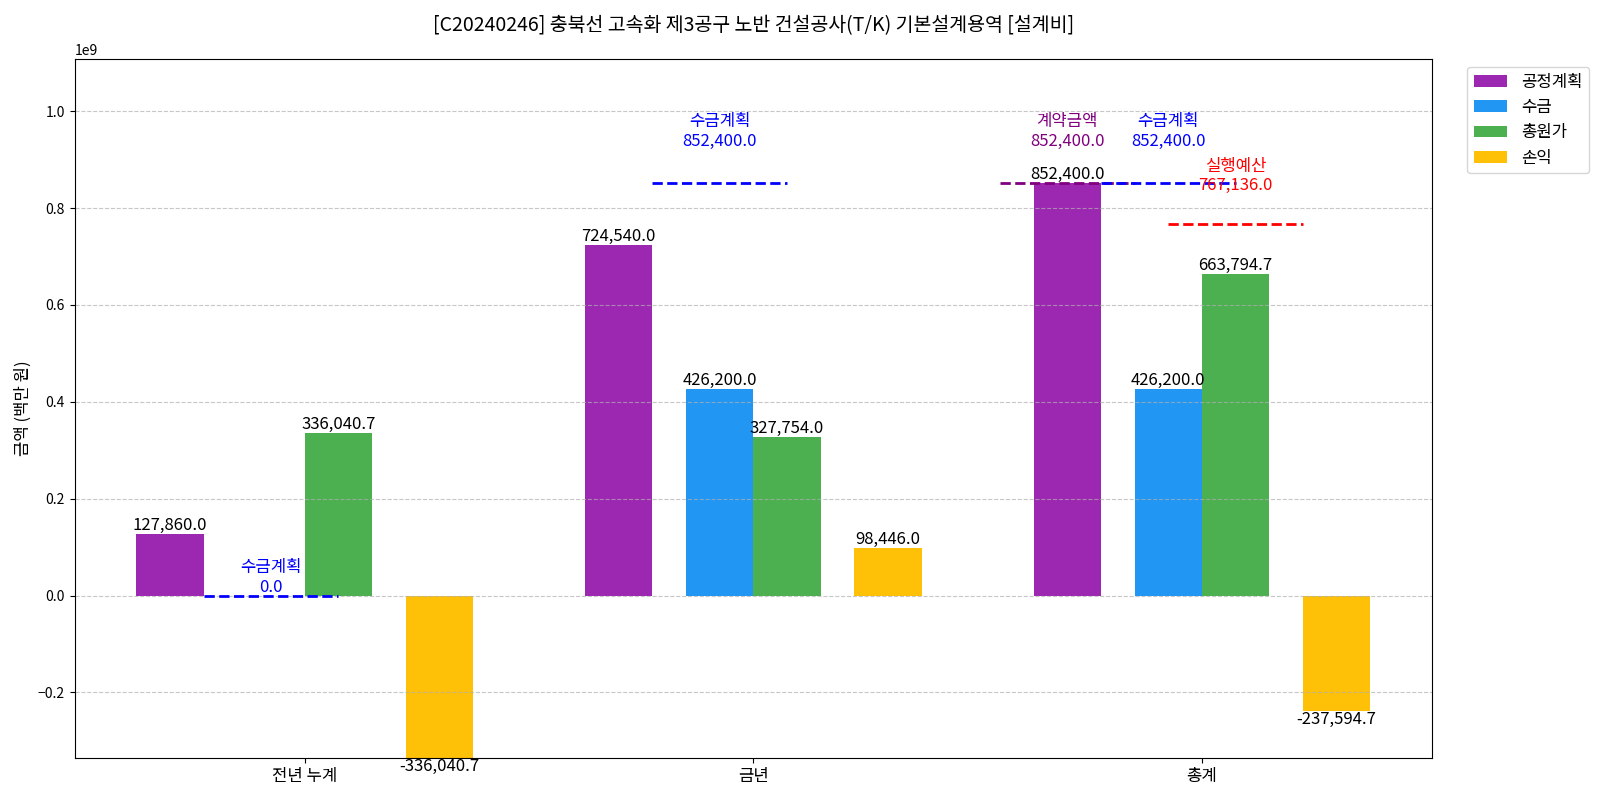 [C20240246] 충북선 고속화 제3공구 노반 건설공사(T/K) 기본설계용역 [설계비]
1e9
금액 (백만 원)
1.0
0.8
0.6
0.4
0.2
0.0
−0.2
127,860.0
수금계획
0.0
336,040.7
-336,040.7
724,540.0
수금계획
852,400.0
426,200.0
327,754.0
98,446.0
계약금액
852,400.0
852,400.0
수금계획
852,400.0
실행예산
767,136.0
426,200.0
663,794.7
-237,594.7
전년 누계
금년
총계
공정계획
수금
총원가
손익